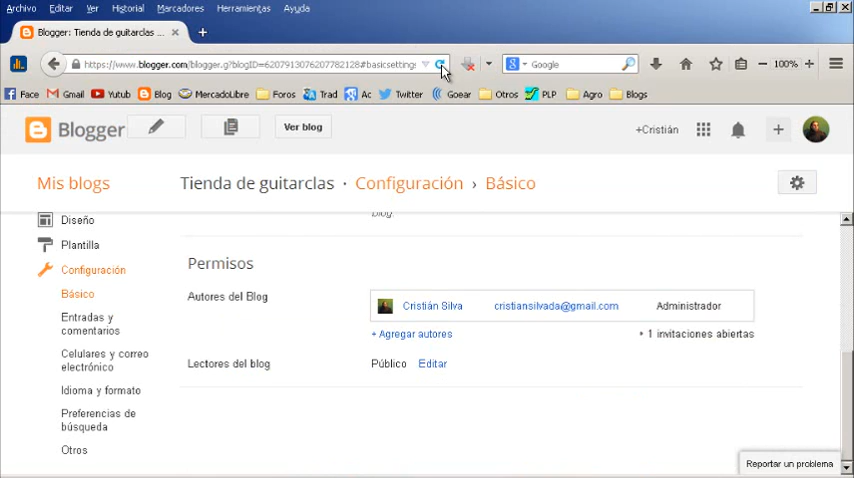 Archivo Editar Ver Historial Marcadores Herramientas Ayuda
Blogger: Tienda de guitarclas ...
https://www.blogger.com/blogger.g?blogID=6207913076207782128#basicsettings
Google
100%
Face Gmail Yutub Blog MercadoLibre Foros Trad Ac Twitter Goear Otros PLP Agro Blogs
Blogger
Ver blog
+Cristián
Mis blogs
Tienda de guitarclas · Configuración › Básico
Diseño
Plantilla
Configuración
Básico
Entradas y
comentarios
Celulares y correo
electrónico
Idioma y formato
Preferencias de
búsqueda
Otros
blog.
Permisos
Autores del Blog
Cristián Silva cristiansilvada@gmail.com Administrador
+ Agregar autores
1 invitaciones abiertas
Lectores del blog
Público Editar
Reportar un problema